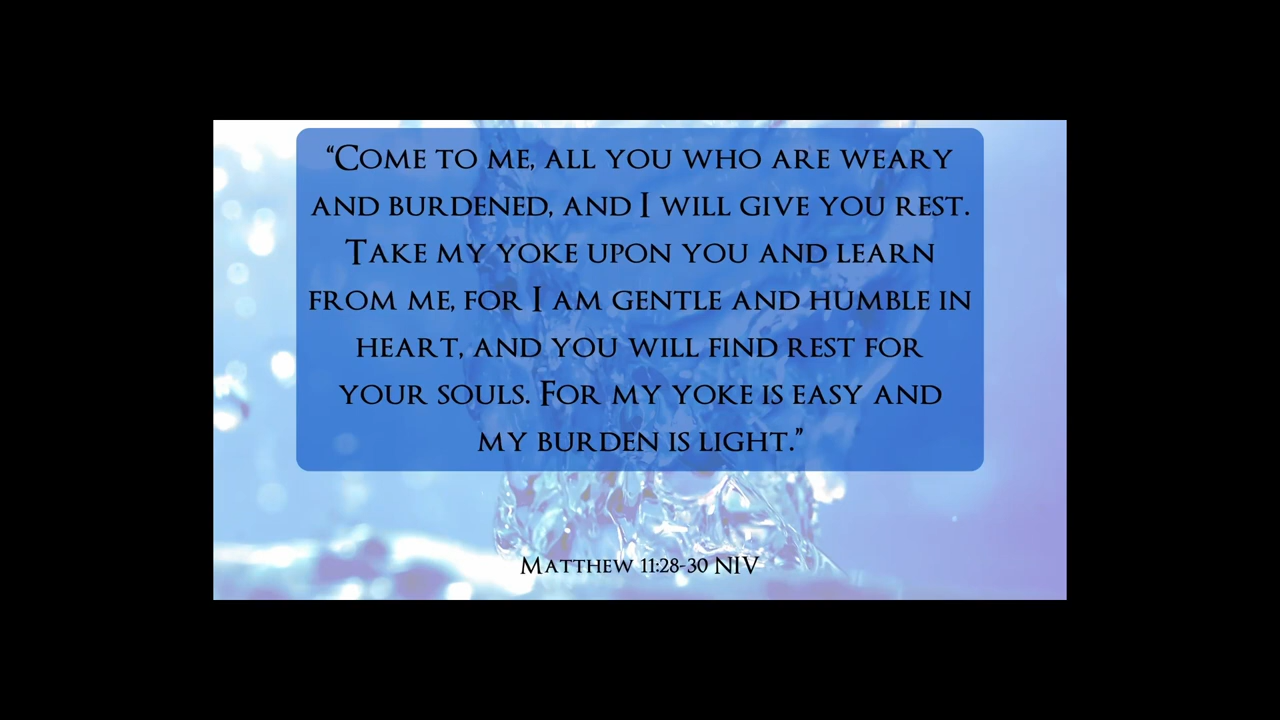 “Come to me, all you who are weary
and burdened, and I will give you rest.
Take my yoke upon you and learn
from me, for I am gentle and humble in
heart, and you will find rest for
your souls. For my yoke is easy and
my burden is light.”
Matthew 11:28-30 NIV